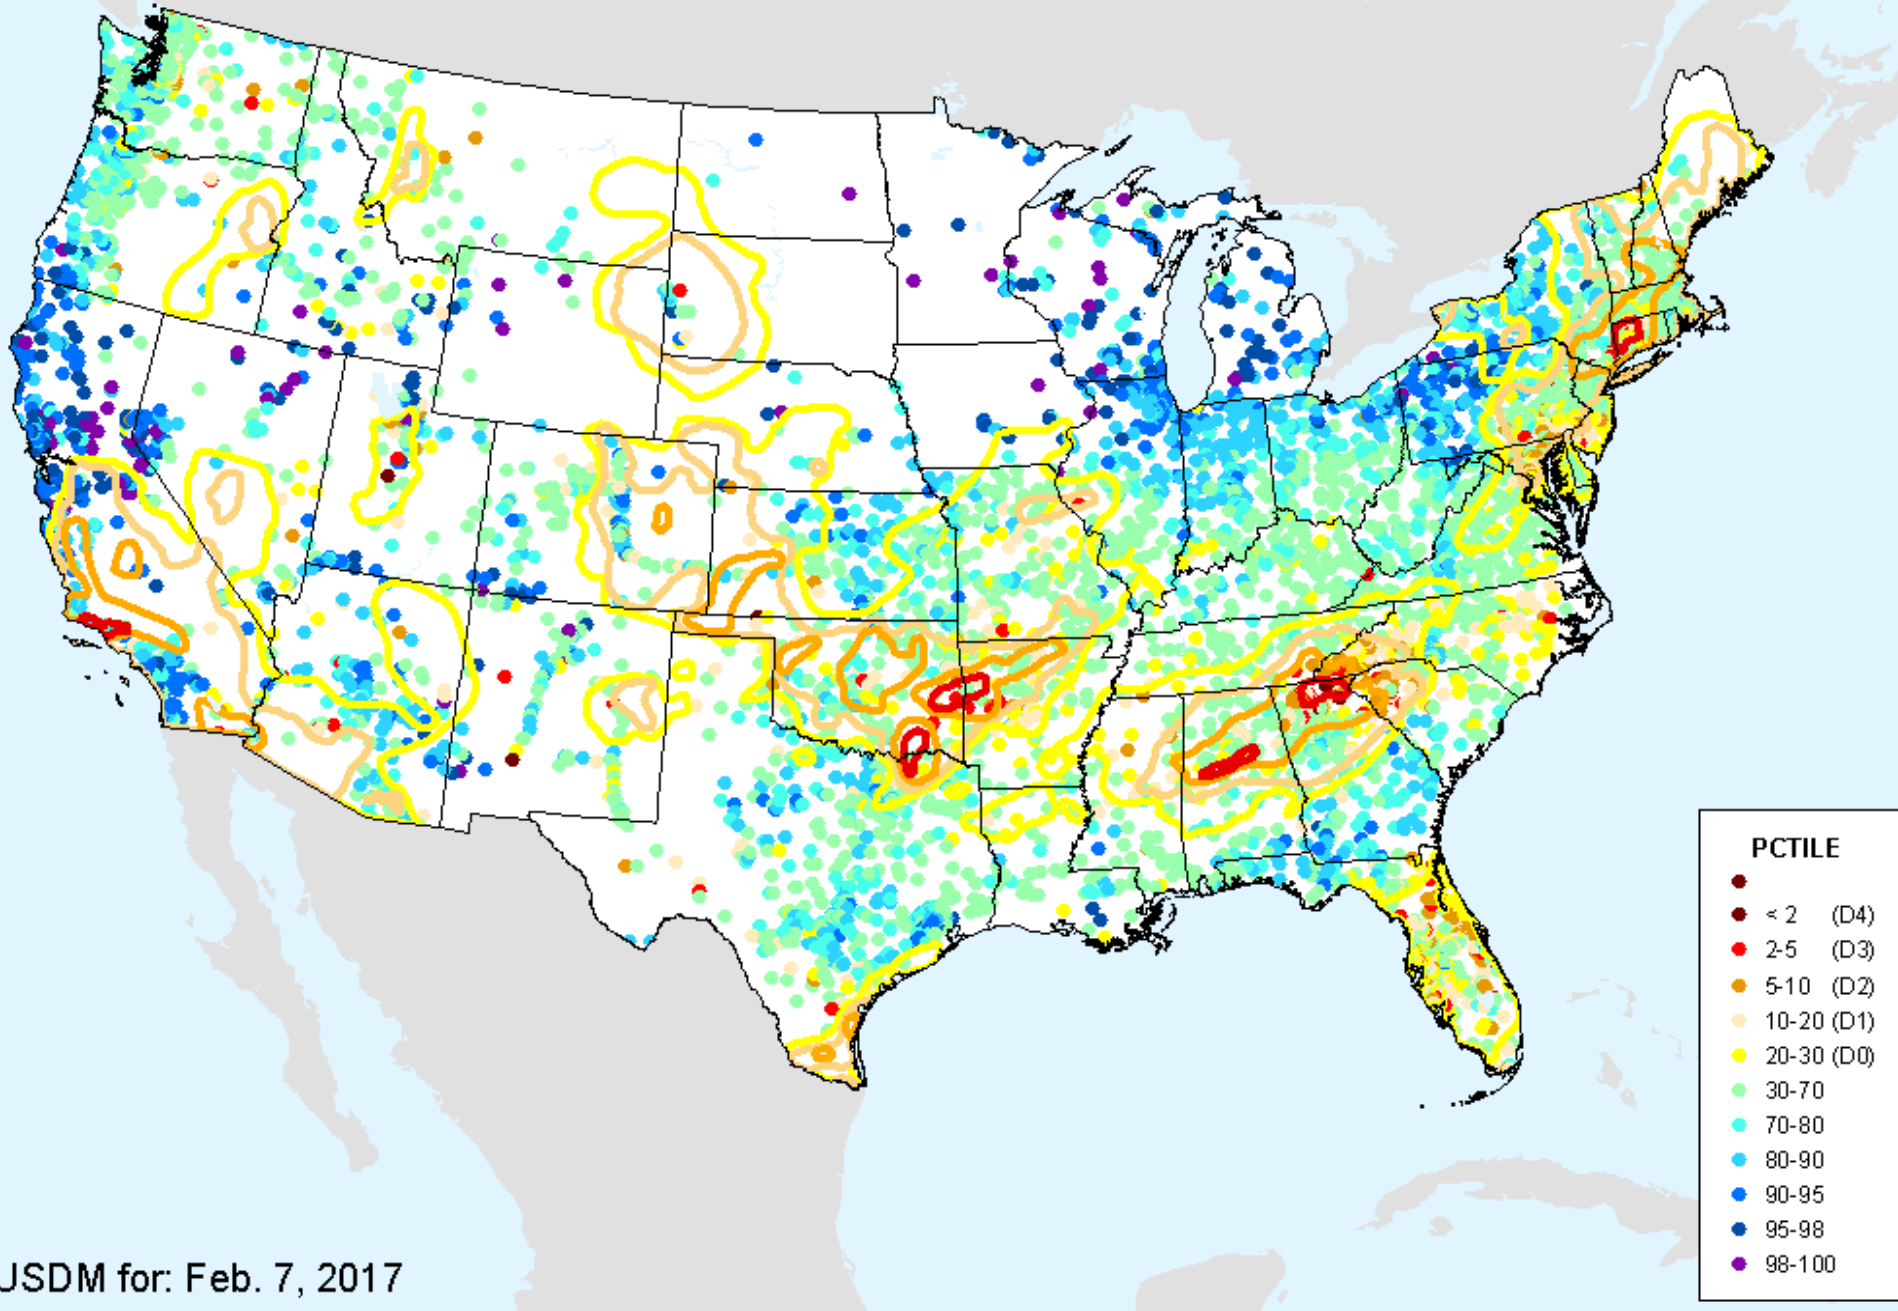 PCTILE
< 2 (D4)
2-5 (D3)
5-10 (D2)
10-20 (D1)
20-30 (D0)
30-70
70-80
80-90
90-95
95-98
98-100
USDM for: Feb. 7, 2017